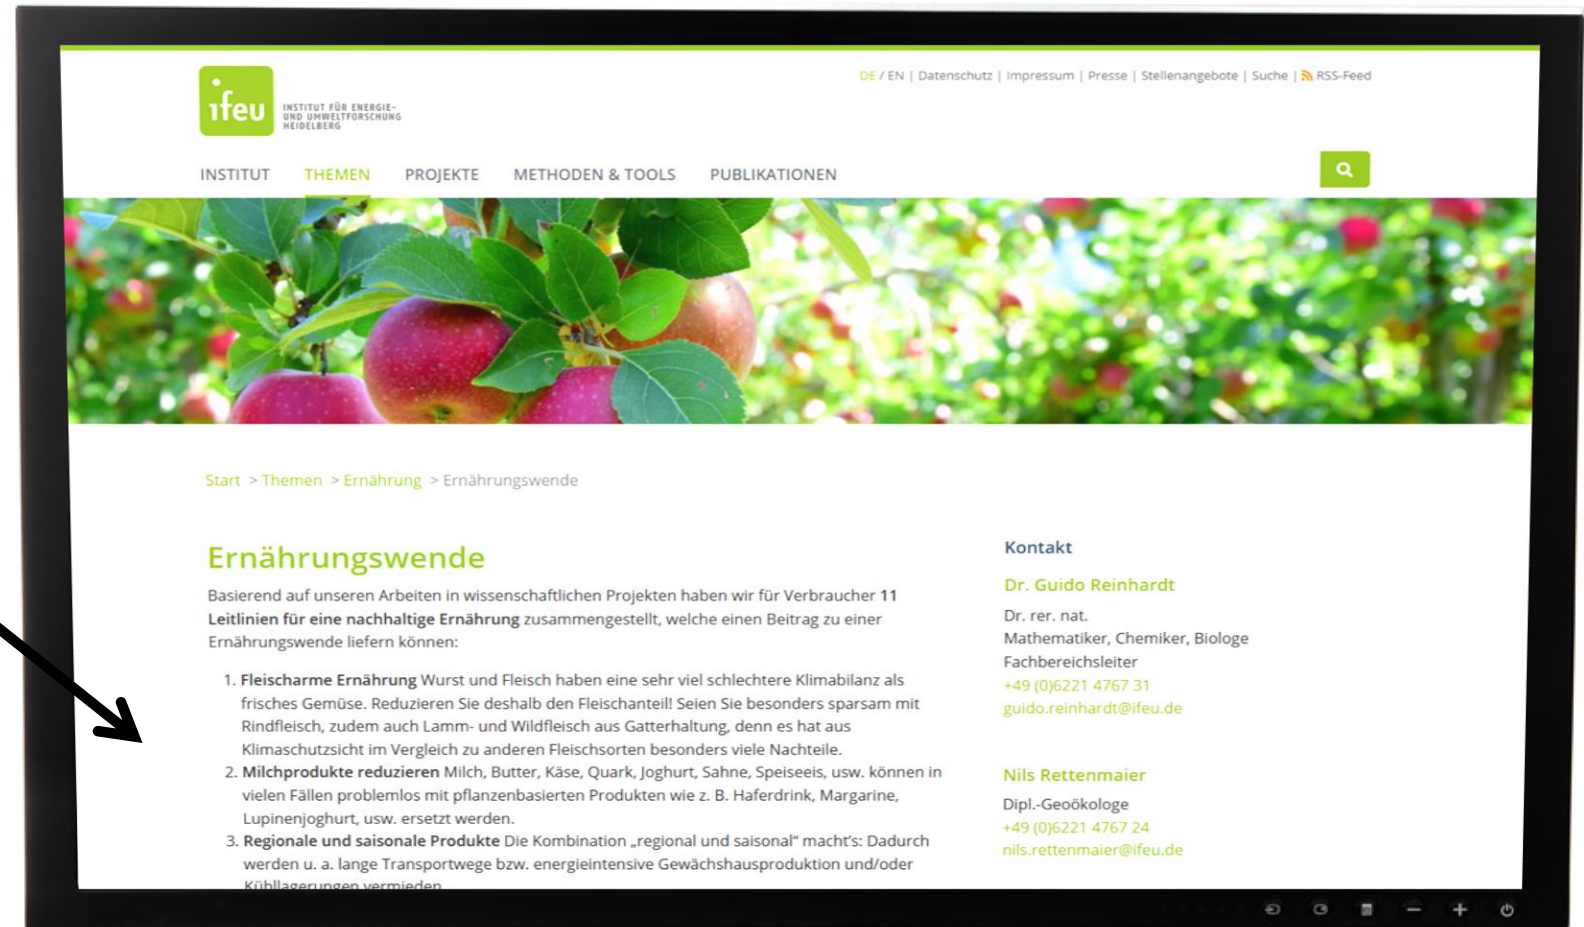 ifeu
INSTITUT FÜR ENERGIE-
UND UMWELTFORSCHUNG
HEIDELBERG
DE / EN | Datenschutz | Impressum | Presse | Stellenangebote | Suche | RSS-Feed
INSTITUT THEMEN PROJEKTE METHODEN & TOOLS PUBLIKATIONEN
Start > Themen > Ernährung > Ernährungswende
Ernährungswende
Basierend auf unseren Arbeiten in wissenschaftlichen Projekten haben wir für Verbraucher 11
Leitlinien für eine nachhaltige Ernährung zusammengestellt, welche einen Beitrag zu einer
Ernährungswende liefern können:
1. Fleischarme Ernährung Wurst und Fleisch haben eine sehr viel schlechtere Klimabilanz als
frisches Gemüse. Reduzieren Sie deshalb den Fleischanteil! Seien Sie besonders sparsam mit
Rindfleisch, zudem auch Lamm- und Wildfleisch aus Gatterhaltung, denn es hat aus
Klimaschutzsicht im Vergleich zu anderen Fleischsorten besonders viele Nachteile.
2. Milchprodukte reduzieren Milch, Butter, Käse, Quark, Joghurt, Sahne, Speiseeis, usw. können in
vielen Fällen problemlos mit pflanzenbasierten Produkten wie z. B. Haferdrink, Margarine,
Lupinenjoghurt, usw. ersetzt werden.
3. Regionale und saisonale Produkte Die Kombination „regional und saisonal“ macht’s: Dadurch
werden u. a. lange Transportwege bzw. energieintensive Gewächshausproduktion und/oder
Kühllagerungen vermieden
Kontakt
Dr. Guido Reinhardt
Dr. rer. nat.
Mathematiker, Chemiker, Biologe
Fachbereichsleiter
+49 (0)6221 4767 31
guido.reinhardt@ifeu.de
Nils Rettenmaier
Dipl.-Geoökologe
+49 (0)6221 4767 24
nils.rettenmaier@ifeu.de